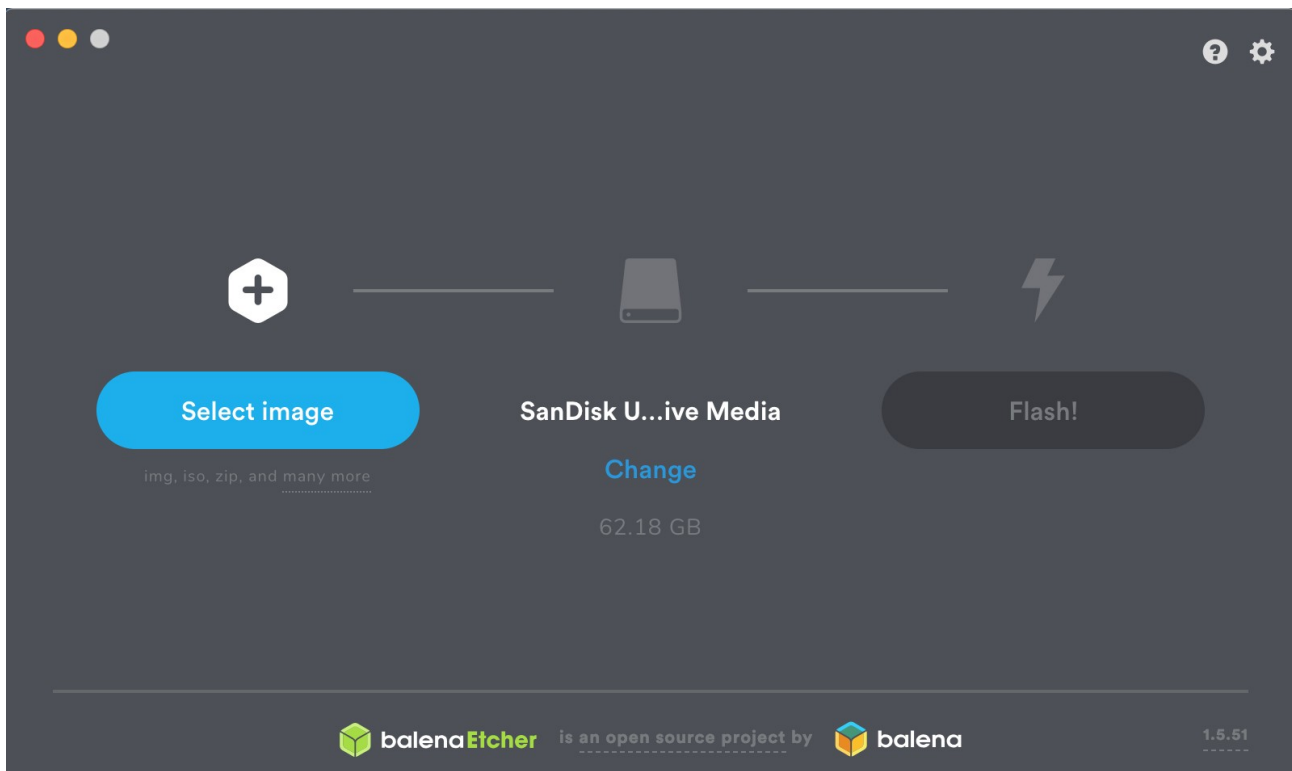 Select image
SanDisk U...ive Media
Flash!
img, iso, zip, and many more
Change
62.18 GB
balenaEtcher is an open source project by balena
1.5.51